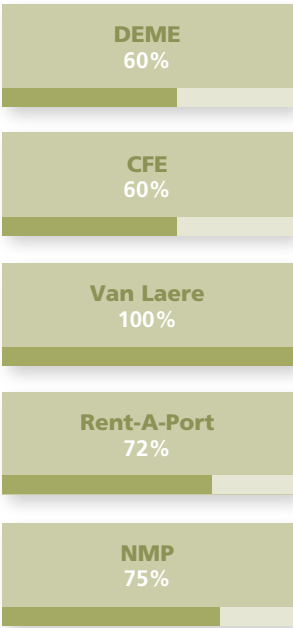 DEME
60%
CFE
60%
Van Laere
100%
Rent-A-Port
72%
NMP
75%